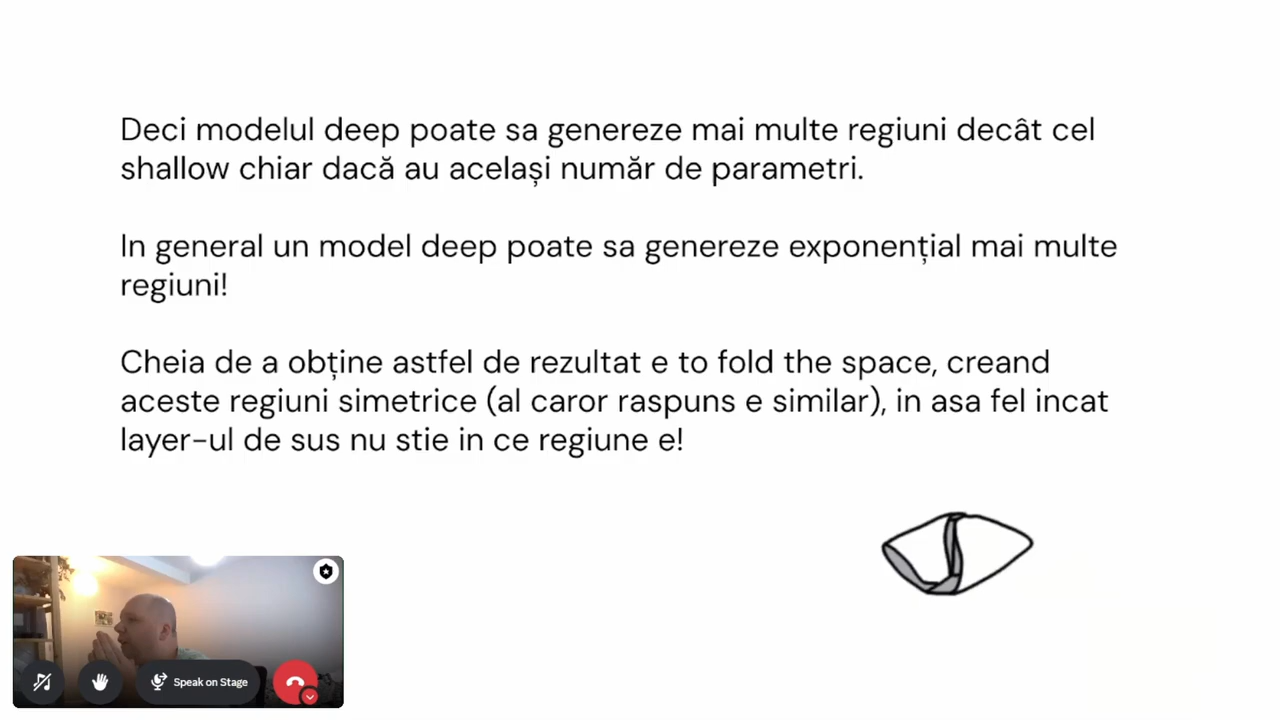 Deci modelul deep poate sa genereze mai multe regiuni decât cel
shallow chiar dacă au același număr de parametri.
In general un model deep poate sa genereze exponențial mai multe
regiuni!
Cheia de a obține astfel de rezultat e to fold the space, creand
aceste regiuni simetrice (al caror raspuns e similar), in asa fel incat
layer-ul de sus nu stie in ce regiune e!
Speak on Stage